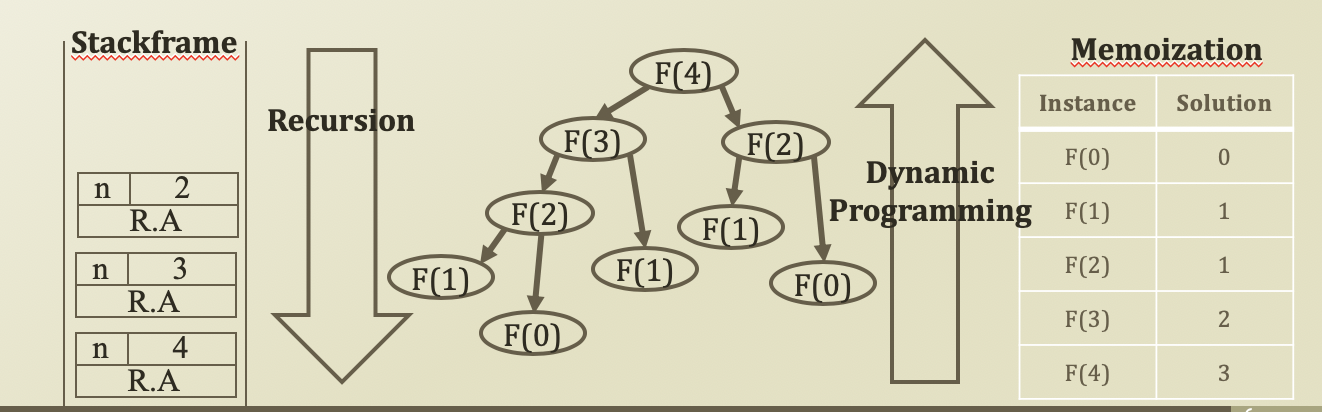 Stackframe
n 2
R.A
n 3
R.A
n 4
R.A
Recursion
F(4)
F(3)
F(2)
F(2)
F(1)
F(1)
F(0)
F(1)
F(0)
Dynamic
Programming
Memoization
Instance Solution
F(0) 0
F(1) 1
F(2) 1
F(3) 2
F(4) 3